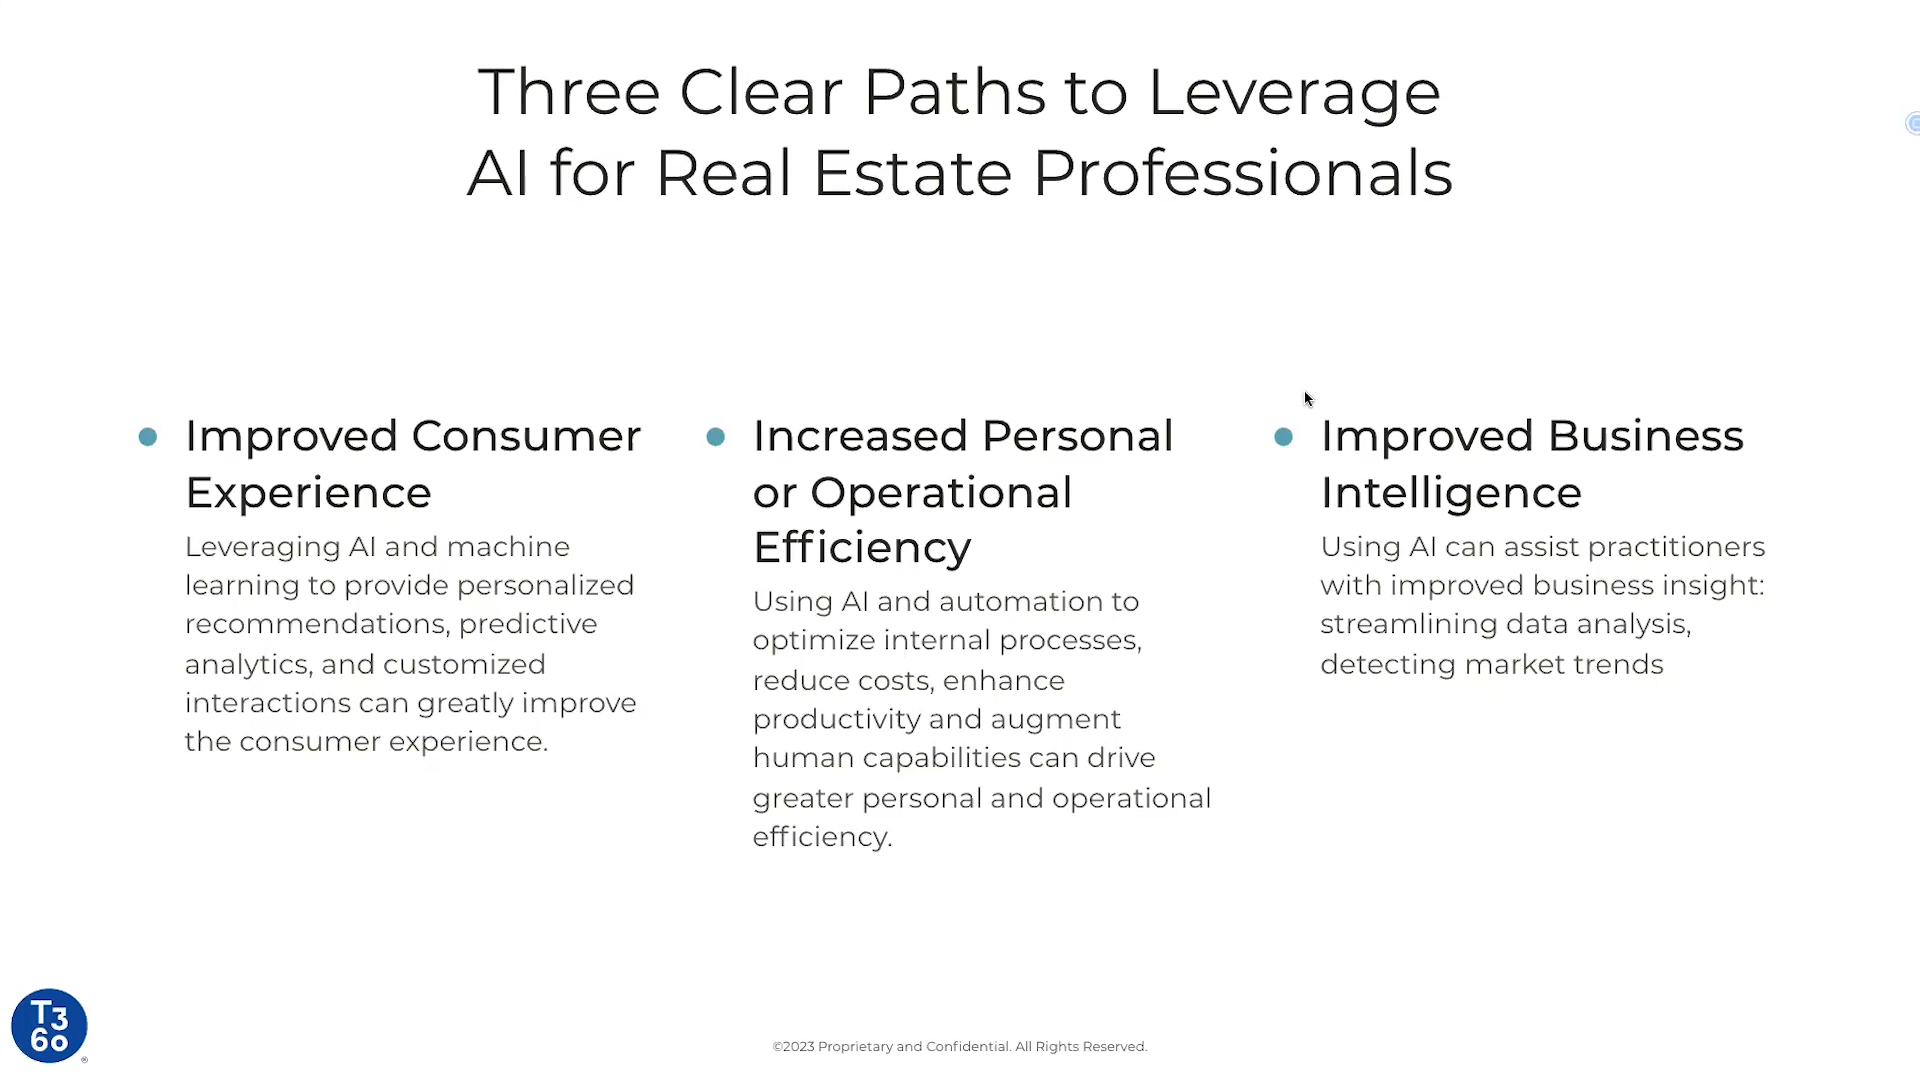 Three Clear Paths to Leverage
AI for Real Estate Professionals
Improved Consumer
Experience
Leveraging AI and machine
learning to provide personalized
recommendations, predictive
analytics, and customized
interactions can greatly improve
the consumer experience.
Increased Personal
or Operational
Efficiency
Using AI and automation to
optimize internal processes,
reduce costs, enhance
productivity and augment
human capabilities can drive
greater personal and operational
efficiency.
Improved Business
Intelligence
Using AI can assist practitioners
with improved business insight:
streamlining data analysis,
detecting market trends
T3
60
®
©2023 Proprietary and Confidential. All Rights Reserved.